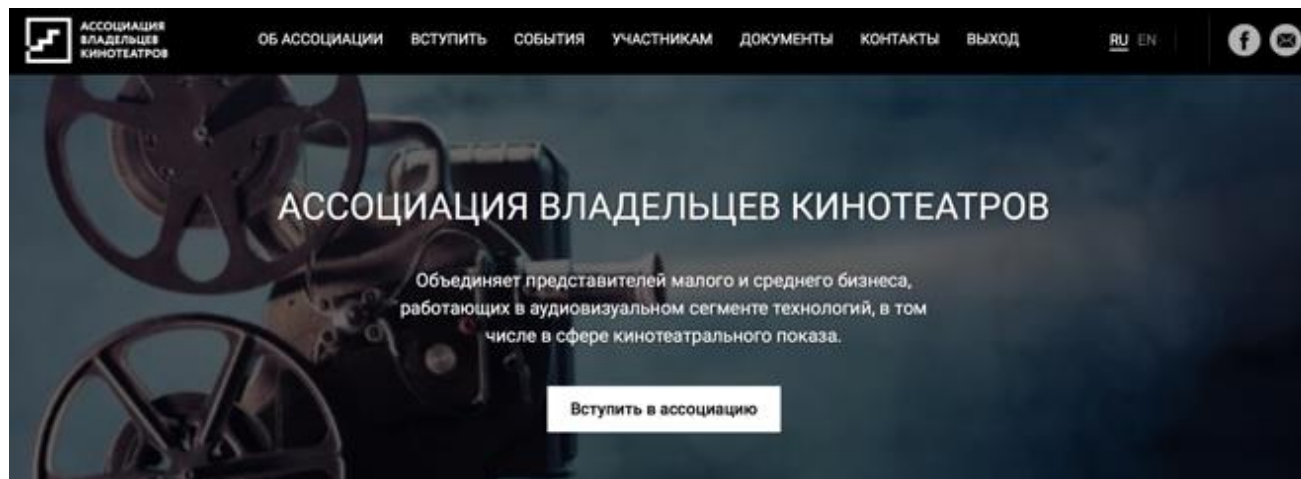 АССОЦИАЦИЯ
ВЛАДЕЛЬЦЕВ
КИНОТЕАТРОВ
ОБ АССОЦИАЦИИ ВСТУПИТЬ СОБЫТИЯ УЧАСТНИКАМ ДОКУМЕНТЫ КОНТАКТЫ ВЫХОД RU EN f
АССОЦИАЦИЯ ВЛАДЕЛЬЦЕВ КИНОТЕАТРОВ
Объединяет представителей малого и среднего бизнеса,
работающих в аудиовизуальном сегменте технологий, в том
числе в сфере кинотеатрального показа.
Вступить в ассоциацию